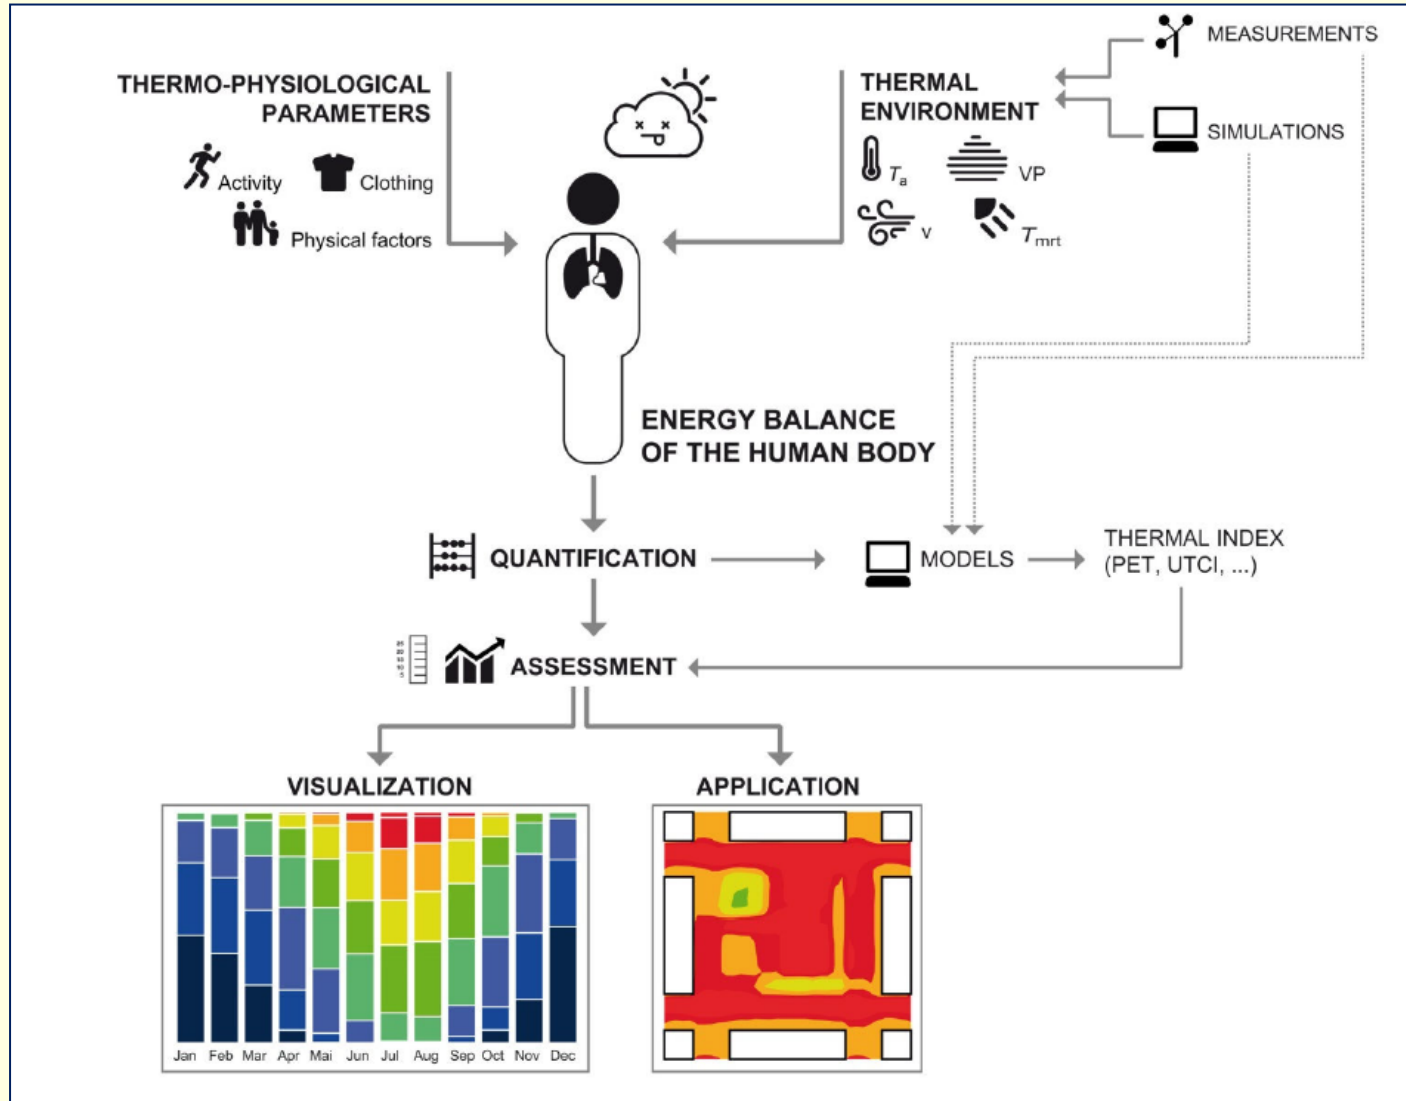 MEASUREMENTS
THERMO-PHYSIOLOGICAL
PARAMETERS
Activity
Clothing
Physical factors
THERMAL
ENVIRONMENT
Ta
VP
v
Tmrt
SIMULATIONS
ENERGY BALANCE
OF THE HUMAN BODY
QUANTIFICATION
MODELS
THERMAL INDEX
(PET, UTCI, ...)
ASSESSMENT
VISUALIZATION
Jan Feb Mar Apr Mai Jun Jul Aug Sep Oct Nov Dec
APPLICATION